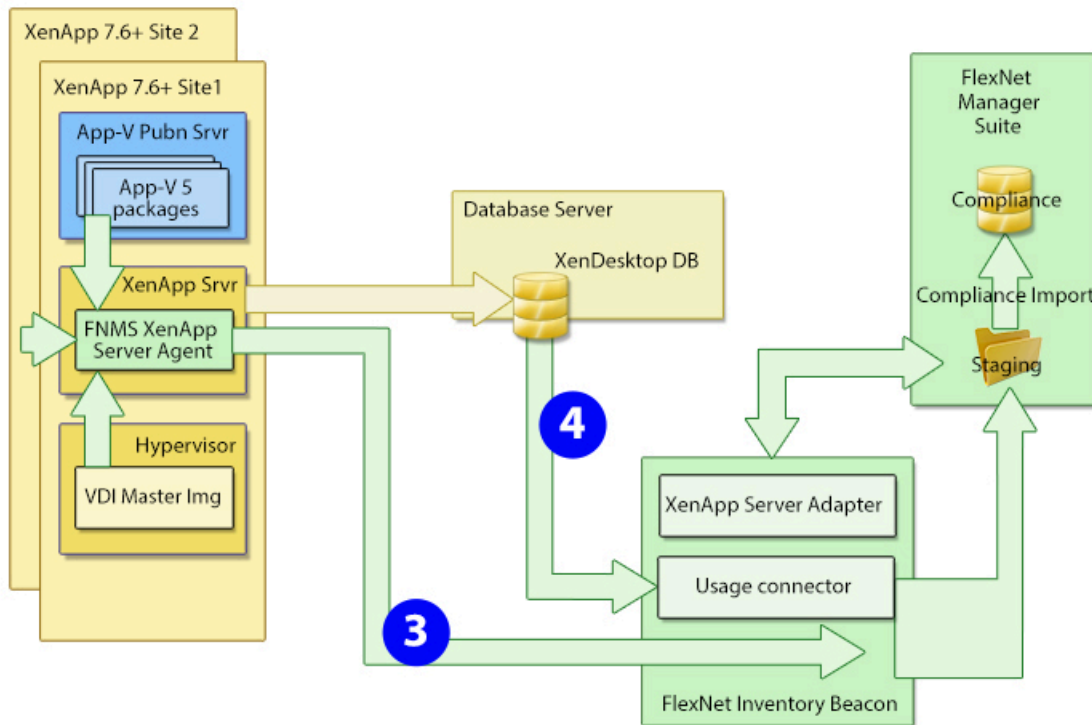 XenApp 7.6+ Site 2
XenApp 7.6+ Site1
App-V Pubn Srvr
App-V 5
packages
XenApp Srvr
FNMS XenApp
Server Agent
Hypervisor
VDI Master Img
Database Server
XenDesktop DB
4
3
XenApp Server Adapter
Usage connector
FlexNet Inventory Beacon
FlexNet
Manager
Suite
Compliance
Compliance Import
Staging